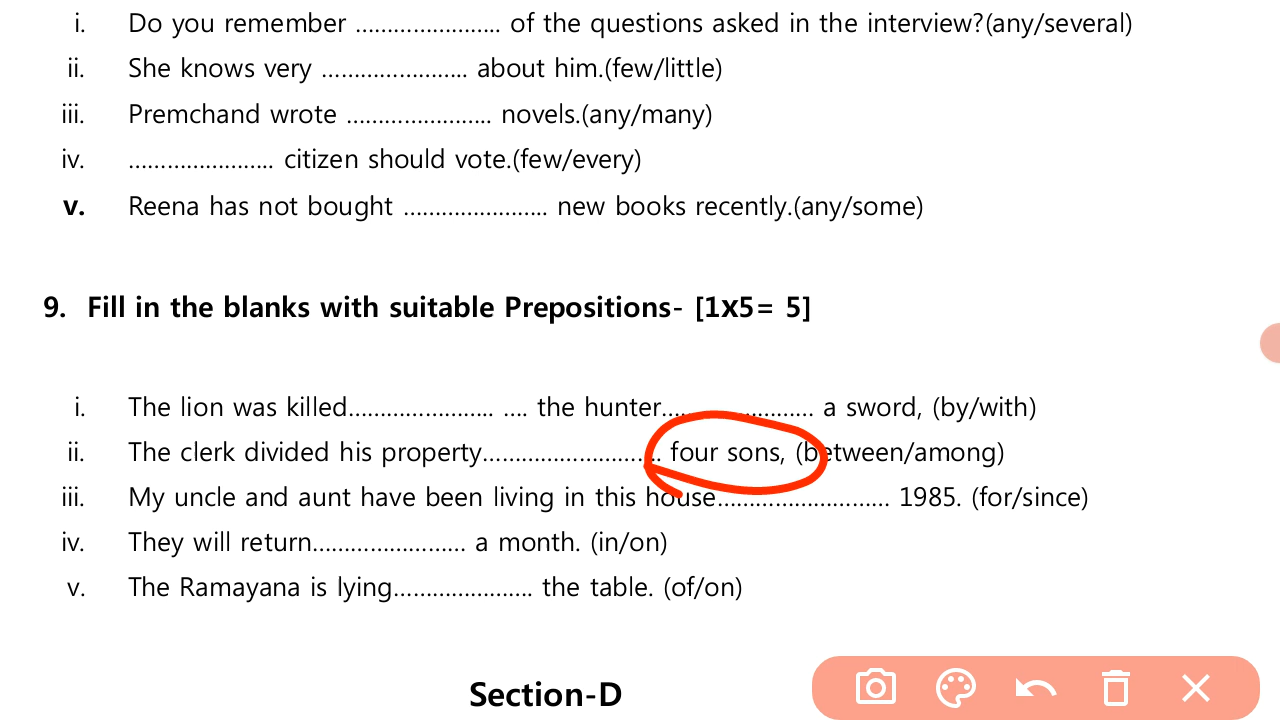 i. Do you remember ....................... of the questions asked in the interview?(any/several)
ii. She knows very ....................... about him.(few/little)
iii. Premchand wrote ....................... novels.(any/many)
iv. ....................... citizen should vote.(few/every)
v. Reena has not bought ....................... new books recently.(any/some)
9. Fill in the blanks with suitable Prepositions- [1x5= 5]
i. The lion was killed....................... .... the hunter........................ a sword, (by/with)
ii. The clerk divided his property............................ four sons, (between/among)
iii. My uncle and aunt have been living in this house........................... 1985. (for/since)
iv. They will return........................ a month. (in/on)
v. The Ramayana is lying...................... the table. (of/on)
Section-D